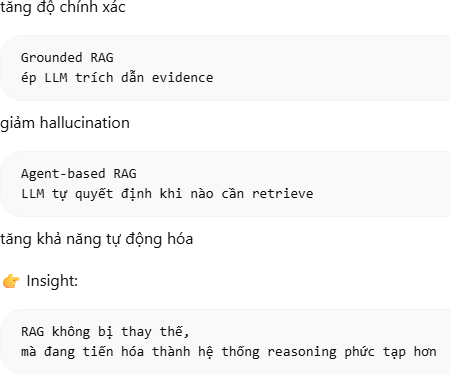 tăng độ chính xác
Grounded RAG
ép LLM trích dẫn evidence
giảm hallucination
Agent-based RAG
LLM tự quyết định khi nào cần retrieve
tăng khả năng tự động hóa
👉 Insight:
RAG không bị thay thế,
mà đang tiến hóa thành hệ thống reasoning phức tạp hơn